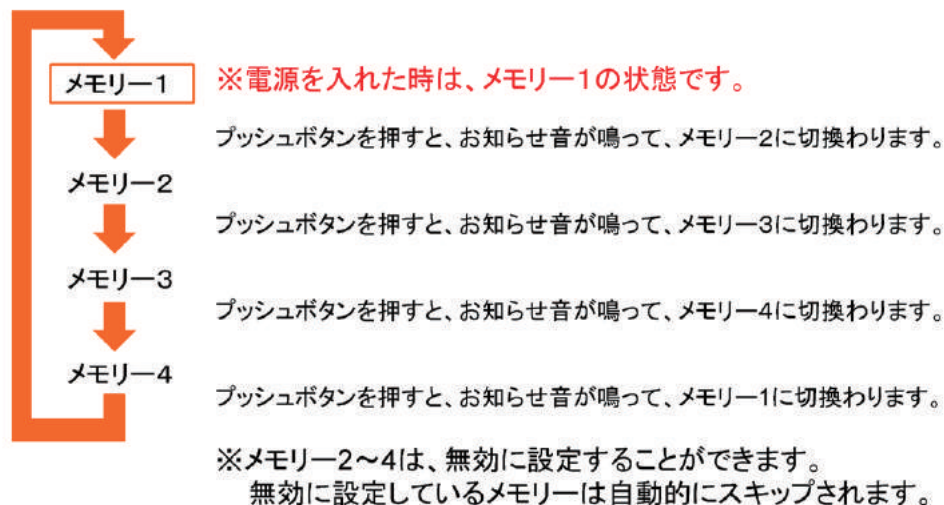 メモリー1
※電源を入れた時は、メモリー1の状態です。
プッシュボタンを押すと、お知らせ音が鳴って、メモリー2に切換わります。
メモリー2
プッシュボタンを押すと、お知らせ音が鳴って、メモリー3に切換わります。
メモリー3
プッシュボタンを押すと、お知らせ音が鳴って、メモリー4に切換わります。
メモリー4
プッシュボタンを押すと、お知らせ音が鳴って、メモリー1に切換わります。
※メモリー2～4は、無効に設定することができます。
無効に設定しているメモリーは自動的にスキップされます。